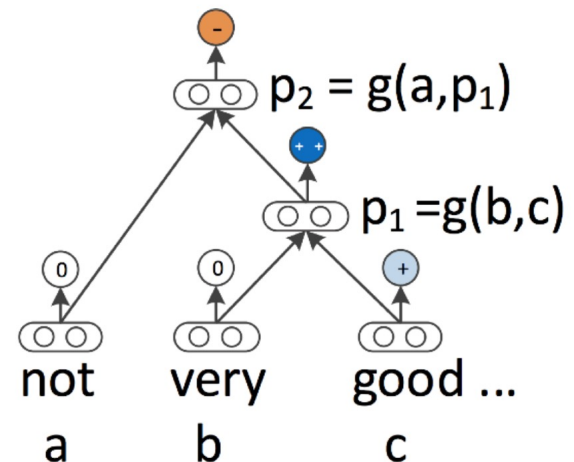 -
p₂ = g(a,p₁)
+ +
p₁ =g(b,c)
0 0 +
not very good ...
a b c